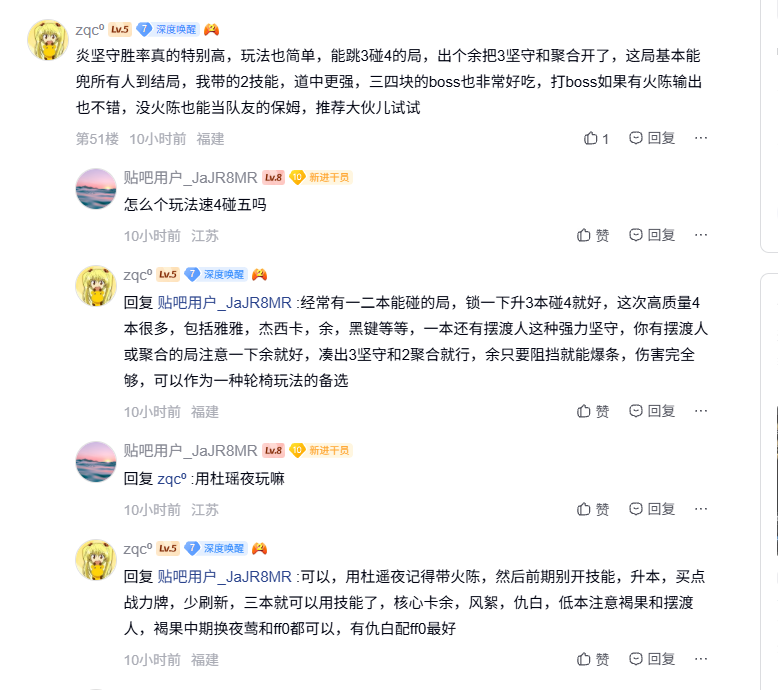 zqc⁰ Lv.5 7 深度唤醒
炎坚守胜率真的特别高，玩法也简单，能跳3碰4的局，出个余把3坚守和聚合开了，这局基本能
兜所有人到结局，我带的2技能，道中更强，三四块的boss也非常好吃，打boss如果有火陈输出
也不错，没火陈也能当队友的保姆，推荐大伙儿试试
第51楼 10小时前 福建 1 回复 ···
贴吧用户_JaJR8MR Lv.8 10 新进干员
怎么个玩法速4碰五吗
10小时前 江苏 赞 回复 ···
zqc⁰ Lv.5 7 深度唤醒
回复 贴吧用户_JaJR8MR :经常有一二本能碰的局，锁一下升3本碰4就好，这次高质量4
本很多，包括雅雅，杰西卡，余，黑键等等，一本还有摆渡人这种强力坚守，你有摆渡人
或聚合的局注意一下余就好，凑出3坚守和2聚合就行，余只要阻挡就能爆条，伤害完全
够，可以作为一种轮椅玩法的备选
10小时前 福建 赞 回复 ···
贴吧用户_JaJR8MR Lv.8 10 新进干员
回复 zqc⁰ :用杜瑶夜玩嘛
10小时前 江苏 赞 回复 ···
zqc⁰ Lv.5 7 深度唤醒
回复 贴吧用户_JaJR8MR :可以，用杜遥夜记得带火陈，然后前期别开技能，升本，买点
战力牌，少刷新，三本就可以用技能了，核心卡余，风絮，仇白，低本注意褐果和摆渡
人，褐果中期换夜莺和ff0都可以，有仇白配ff0最好
10小时前 福建 赞 回复 ···